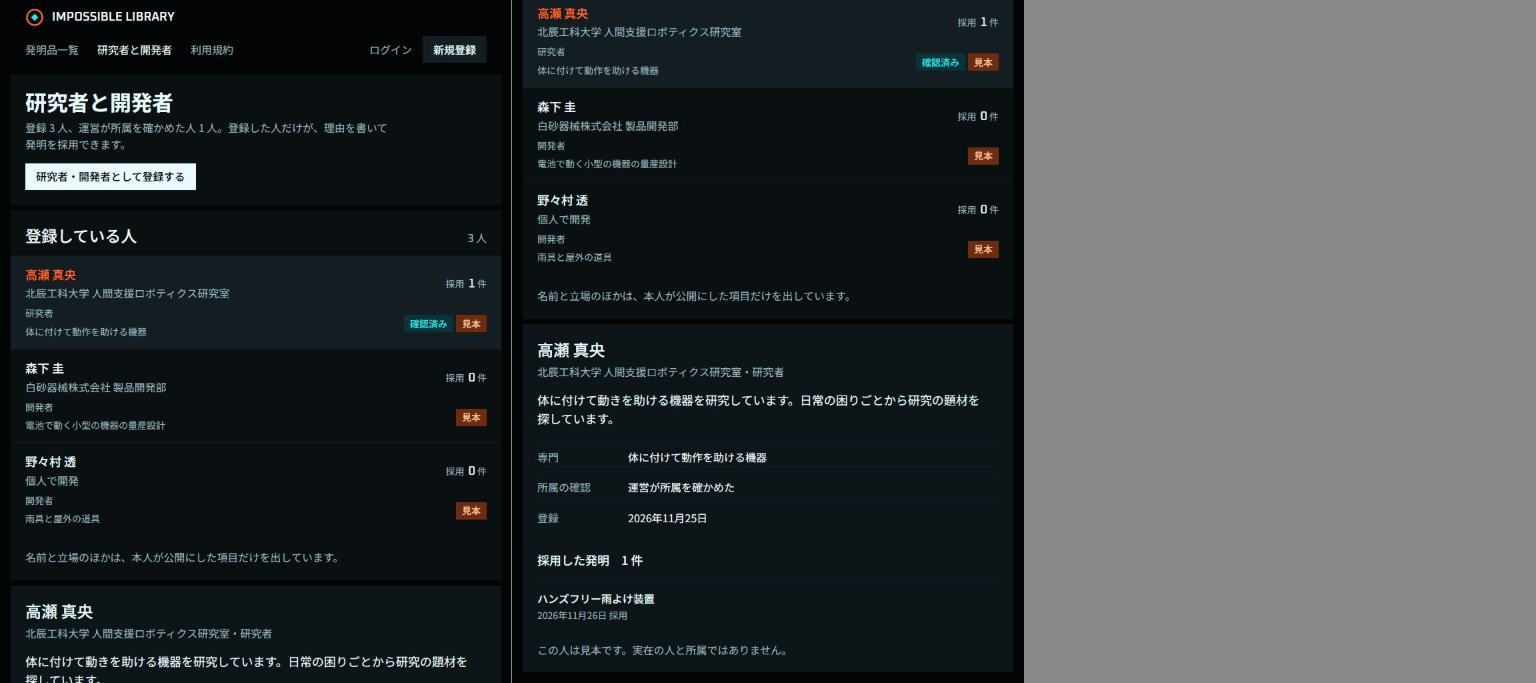 IMPOSSIBLE LIBRARY
発明品一覧 研究者と開発者 利用規約 ログイン 新規登録
研究者と開発者
登録 3 人、運営が所属を確かめた人 1 人。登録した人だけが、理由を書いて
発明を採用できます。
研究者・開発者として登録する
登録している人 3 人
高瀬 真央
採用 1 件
北辰工科大学 人間支援ロボティクス研究室
研究者
体に付けて動作を助ける機器
確認済み 見本
森下 圭
採用 0 件
白砂器械株式会社 製品開発部
開発者
電池で動く小型の機器の量産設計
見本
野々村 透
採用 0 件
個人で開発
開発者
雨具と屋外の道具
見本
名前と立場のほかは、本人が公開にした項目だけを出しています。
高瀬 真央
北辰工科大学 人間支援ロボティクス研究室・研究者
体に付けて動きを助ける機器を研究しています。日常の困りごとから研究の題材を
探しています。
高瀬 真央
採用 1 件
北辰工科大学 人間支援ロボティクス研究室
研究者
体に付けて動作を助ける機器
確認済み 見本
森下 圭
採用 0 件
白砂器械株式会社 製品開発部
開発者
電池で動く小型の機器の量産設計
見本
野々村 透
採用 0 件
個人で開発
開発者
雨具と屋外の道具
見本
名前と立場のほかは、本人が公開にした項目だけを出しています。
高瀬 真央
北辰工科大学 人間支援ロボティクス研究室・研究者
体に付けて動きを助ける機器を研究しています。日常の困りごとから研究の題材を
探しています。
専門 体に付けて動作を助ける機器
所属の確認 運営が所属を確かめた
登録 2026年11月25日
採用した発明 1 件
ハンズフリー雨よけ装置
2026年11月26日 採用
この人は見本です。実在の人と所属ではありません。